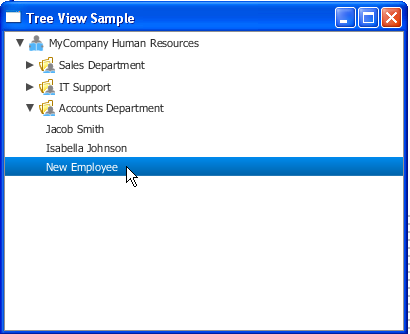 Tree View Sample
MyCompany Human Resources
Sales Department
IT Support
Accounts Department
Jacob Smith
Isabella Johnson
New Employee